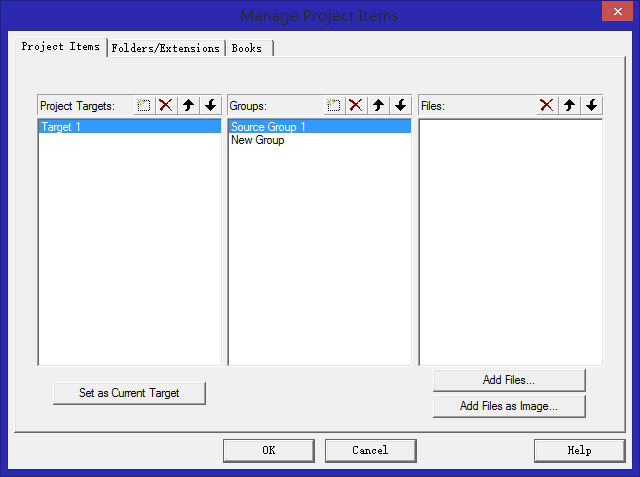 Manage Project Items
Project Items Folders/Extensions Books
Project Targets: Groups: Files:
Target 1
Source Group 1
New Group
Set as Current Target
Add Files...
Add Files as Image...
OK Cancel Help